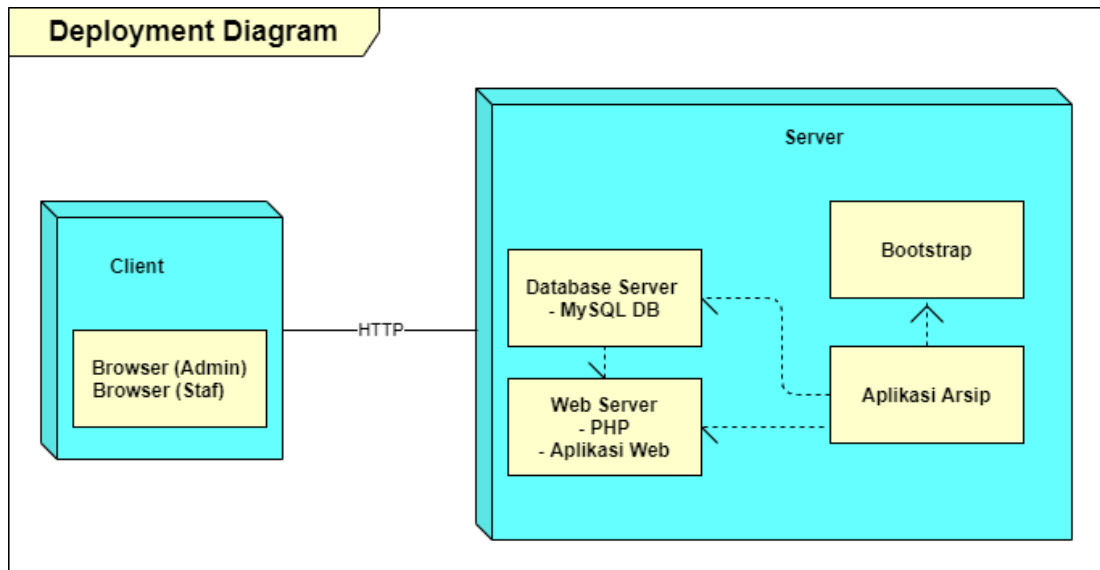 Deployment Diagram
Server
Client
Bootstrap
Database Server
- MySQL DB
HTTP
Browser (Admin)
Browser (Staf)
Aplikasi Arsip
Web Server
- PHP
- Aplikasi Web